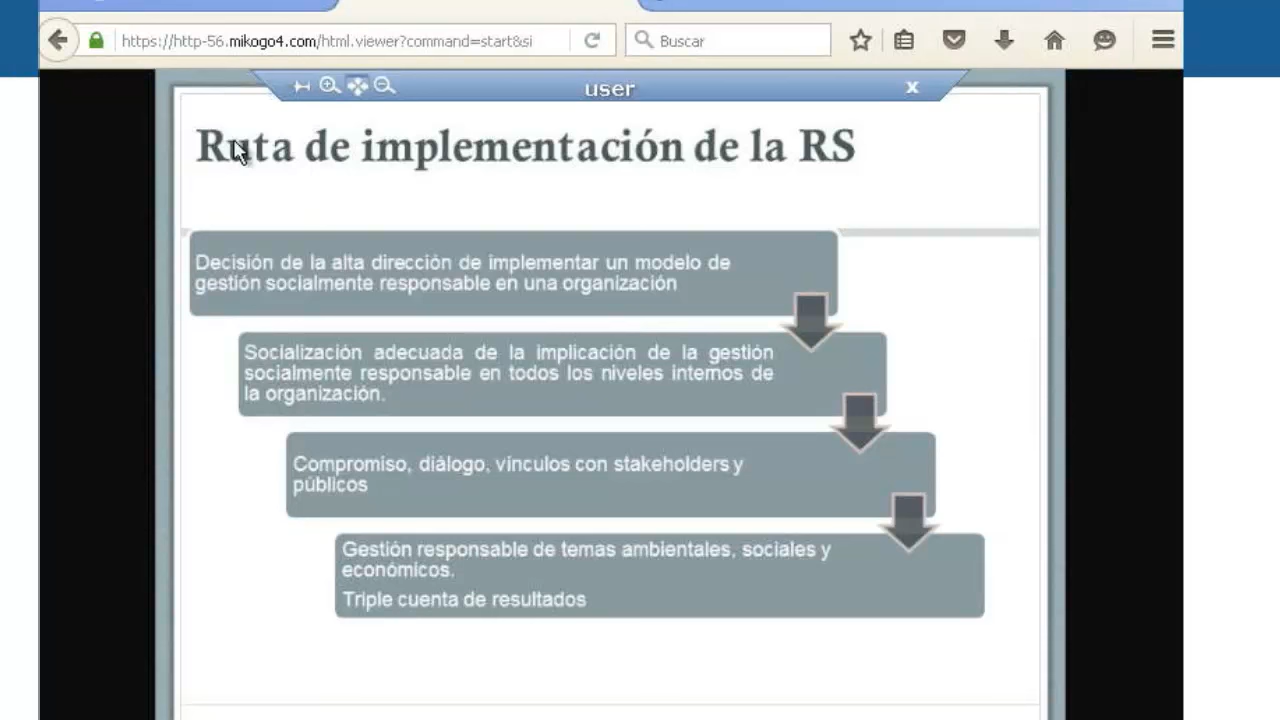 https://http-56.mikogo4.com/html.viewer?command=start&si
Buscar
user
x
Ruta de implementación de la RS
Decisión de la alta dirección de implementar un modelo de
gestión socialmente responsable en una organización
Socialización adecuada de la implicación de la gestión
socialmente responsable en todos los niveles internos de
la organización.
Compromiso, diálogo, vínculos con stakeholders y
públicos
Gestión responsable de temas ambientales, sociales y
económicos.
Triple cuenta de resultados